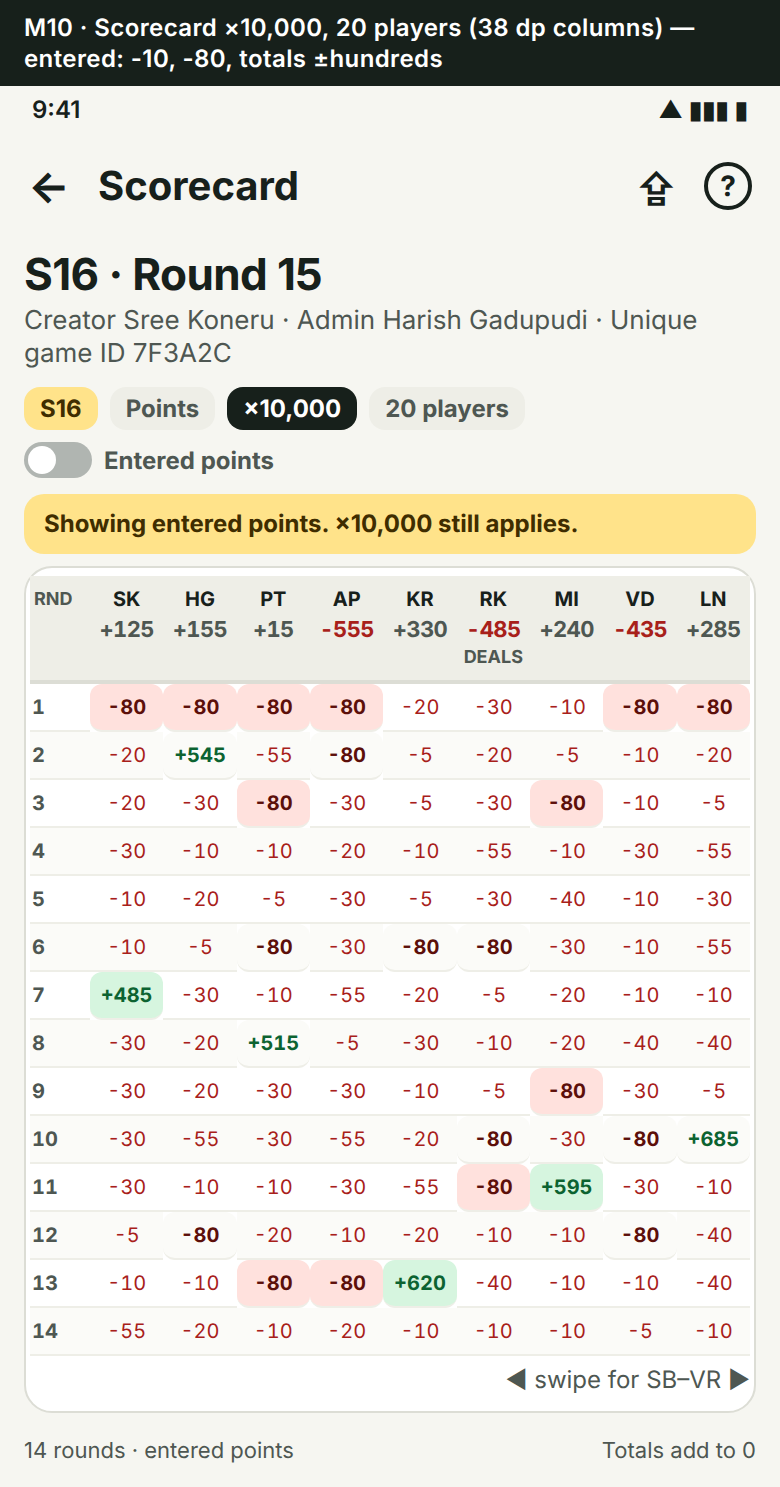 M10 · Scorecard ×10,000, 20 players (38 dp columns) —
entered: -10, -80, totals ±hundreds
9:41
Scorecard
?
S16 · Round 15
Creator Sree Koneru · Admin Harish Gadupudi · Unique
game ID 7F3A2C
S16 Points ×10,000 20 players
Entered points
Showing entered points. ×10,000 still applies.
RND SK HG PT AP KR RK MI VD LN
+125 +155 +15 -555 +330 -485 +240 -435 +285
DEALS
1 -80 -80 -80 -80 -20 -30 -10 -80 -80
2 -20 +545 -55 -80 -5 -20 -5 -10 -20
3 -20 -30 -80 -30 -5 -30 -80 -10 -5
4 -30 -10 -10 -20 -10 -55 -10 -30 -55
5 -10 -20 -5 -30 -5 -30 -40 -10 -30
6 -10 -5 -80 -30 -80 -80 -30 -10 -55
7 +485 -30 -10 -55 -20 -5 -20 -10 -10
8 -30 -20 +515 -5 -30 -10 -20 -40 -40
9 -30 -20 -30 -30 -10 -5 -80 -30 -5
10 -30 -55 -30 -55 -20 -80 -30 -80 +685
11 -30 -10 -10 -30 -55 -80 +595 -30 -10
12 -5 -80 -20 -10 -20 -10 -10 -80 -40
13 -10 -10 -80 -80 +620 -40 -10 -10 -40
14 -55 -20 -10 -20 -10 -10 -10 -5 -10
◀ swipe for SB–VR ▶
14 rounds · entered points
Totals add to 0